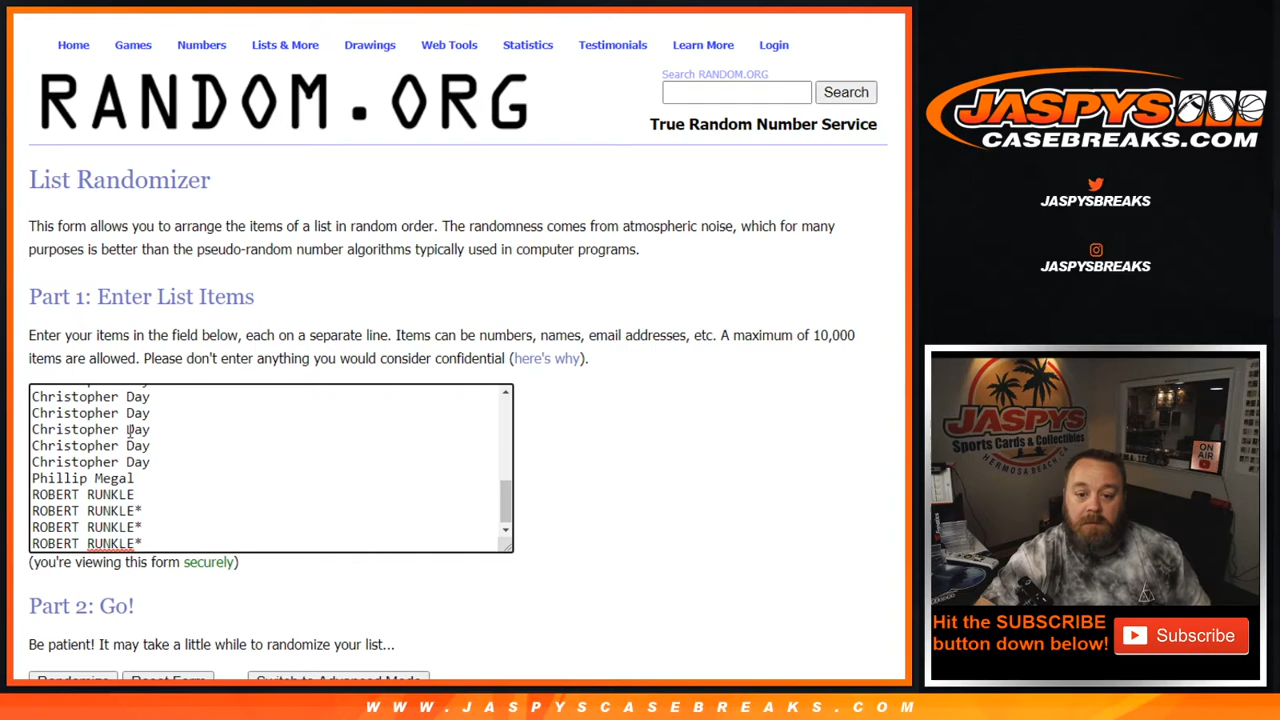 Home Games Numbers Lists & More Drawings Web Tools Statistics Testimonials Learn More Login
RANDOM.ORG
Search RANDOM.ORG
Search
True Random Number Service
List Randomizer
This form allows you to arrange the items of a list in random order. The randomness comes from atmospheric noise, which for many
purposes is better than the pseudo-random number algorithms typically used in computer programs.
Part 1: Enter List Items
Enter your items in the field below, each on a separate line. Items can be numbers, names, email addresses, etc. A maximum of 10,000
items are allowed. Please don't enter anything you would consider confidential (here's why).
Christopher Day
Christopher Day
Christopher Day
Christopher Day
Christopher Day
Phillip Megal
ROBERT RUNKLE
ROBERT RUNKLE*
ROBERT RUNKLE*
ROBERT RUNKLE*
(you're viewing this form securely)
Part 2: Go!
Be patient! It may take a little while to randomize your list...
Randomize Reset Form Switch to Advanced Mode
JASPYS
CASEBREAKS.COM
JASPYSBREAKS
JASPYSBREAKS
JASPYS
Sports Cards & Collectibles
HERMOSA BEACH
ON AIR
Hit the SUBSCRIBE
button down below!
Subscribe
WWW.JASPYSCASEBREAKS.COM